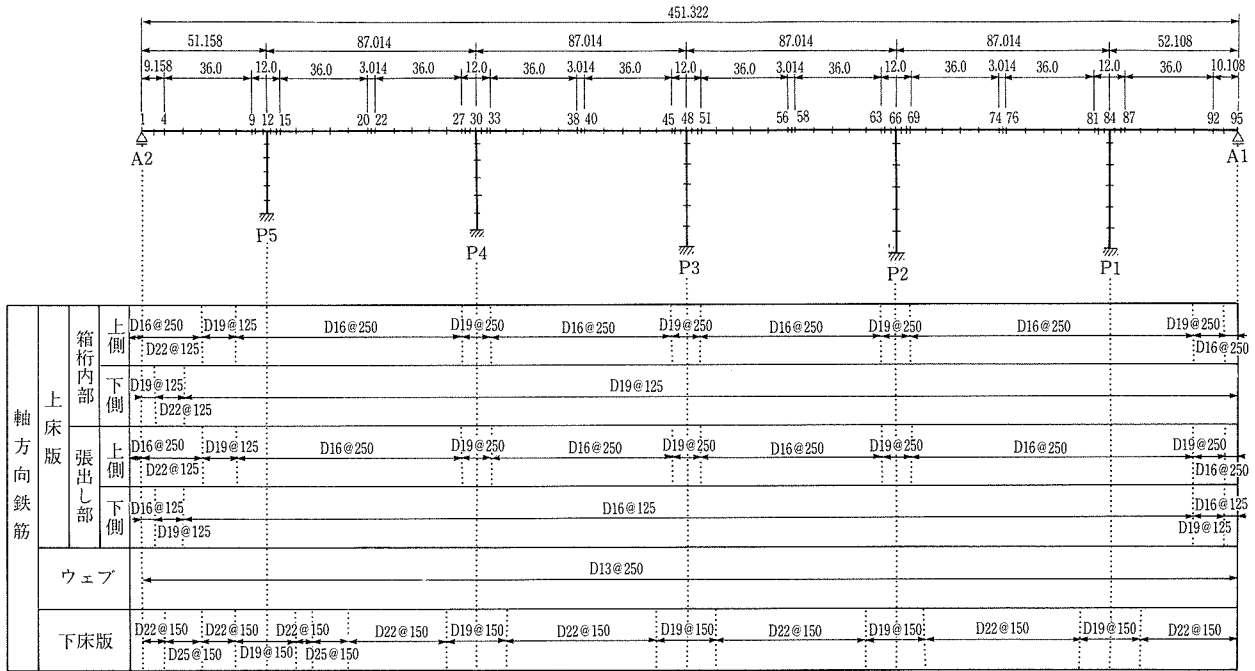 451.322
51.158 87.014 87.014 87.014 87.014 52.108
9.158 36.0 12.0 36.0 3.014 36.0 12.0 36.0 3.014 36.0 12.0 36.0 3.014 36.0 12.0 36.0 3.014 36.0 12.0 36.0 10.108
1 4 9 12 15 20 22 27 30 33 38 40 45 48 51 56 58 63 66 69 74 76 81 84 87 92 95
A2 A1
P5 P4 P3 P2 P1
軸方向鉄筋
上床版
箱桁内部
上側
D16@250 D19@125 D16@250 D19@250 D16@250 D19@250 D16@250 D19@250 D16@250 D19@250
D22@125 D16@250
下側
D19@125 D19@125
D22@125
張出し部
上側
D16@250 D19@125 D16@250 D19@250 D16@250 D19@250 D16@250 D19@250 D16@250 D19@250
D22@125 D16@250
下側
D16@125 D16@125 D16@125
D19@125 D19@125
ウェブ
D13@250
下床版
D22@150 D22@150 D22@150 D22@150 D19@150 D22@150 D19@150 D22@150 D19@150 D22@150 D19@150 D22@150
D25@150 D19@150 D25@150